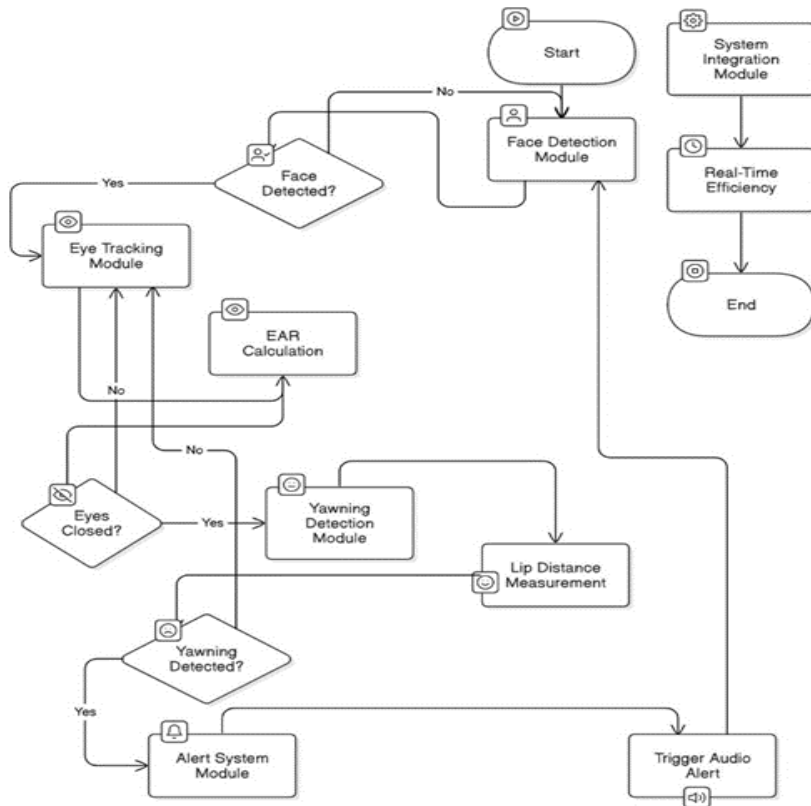 Start
System
Integration
Module
No
Face Detection
Module
Face
Detected?
Yes
Real-Time
Efficiency
Eye Tracking
Module
End
EAR
Calculation
No
No
Eyes
Closed?
Yes
Yawning
Detection
Module
Lip Distance
Measurement
Yawning
Detected?
Yes
Alert System
Module
Trigger Audio
Alert